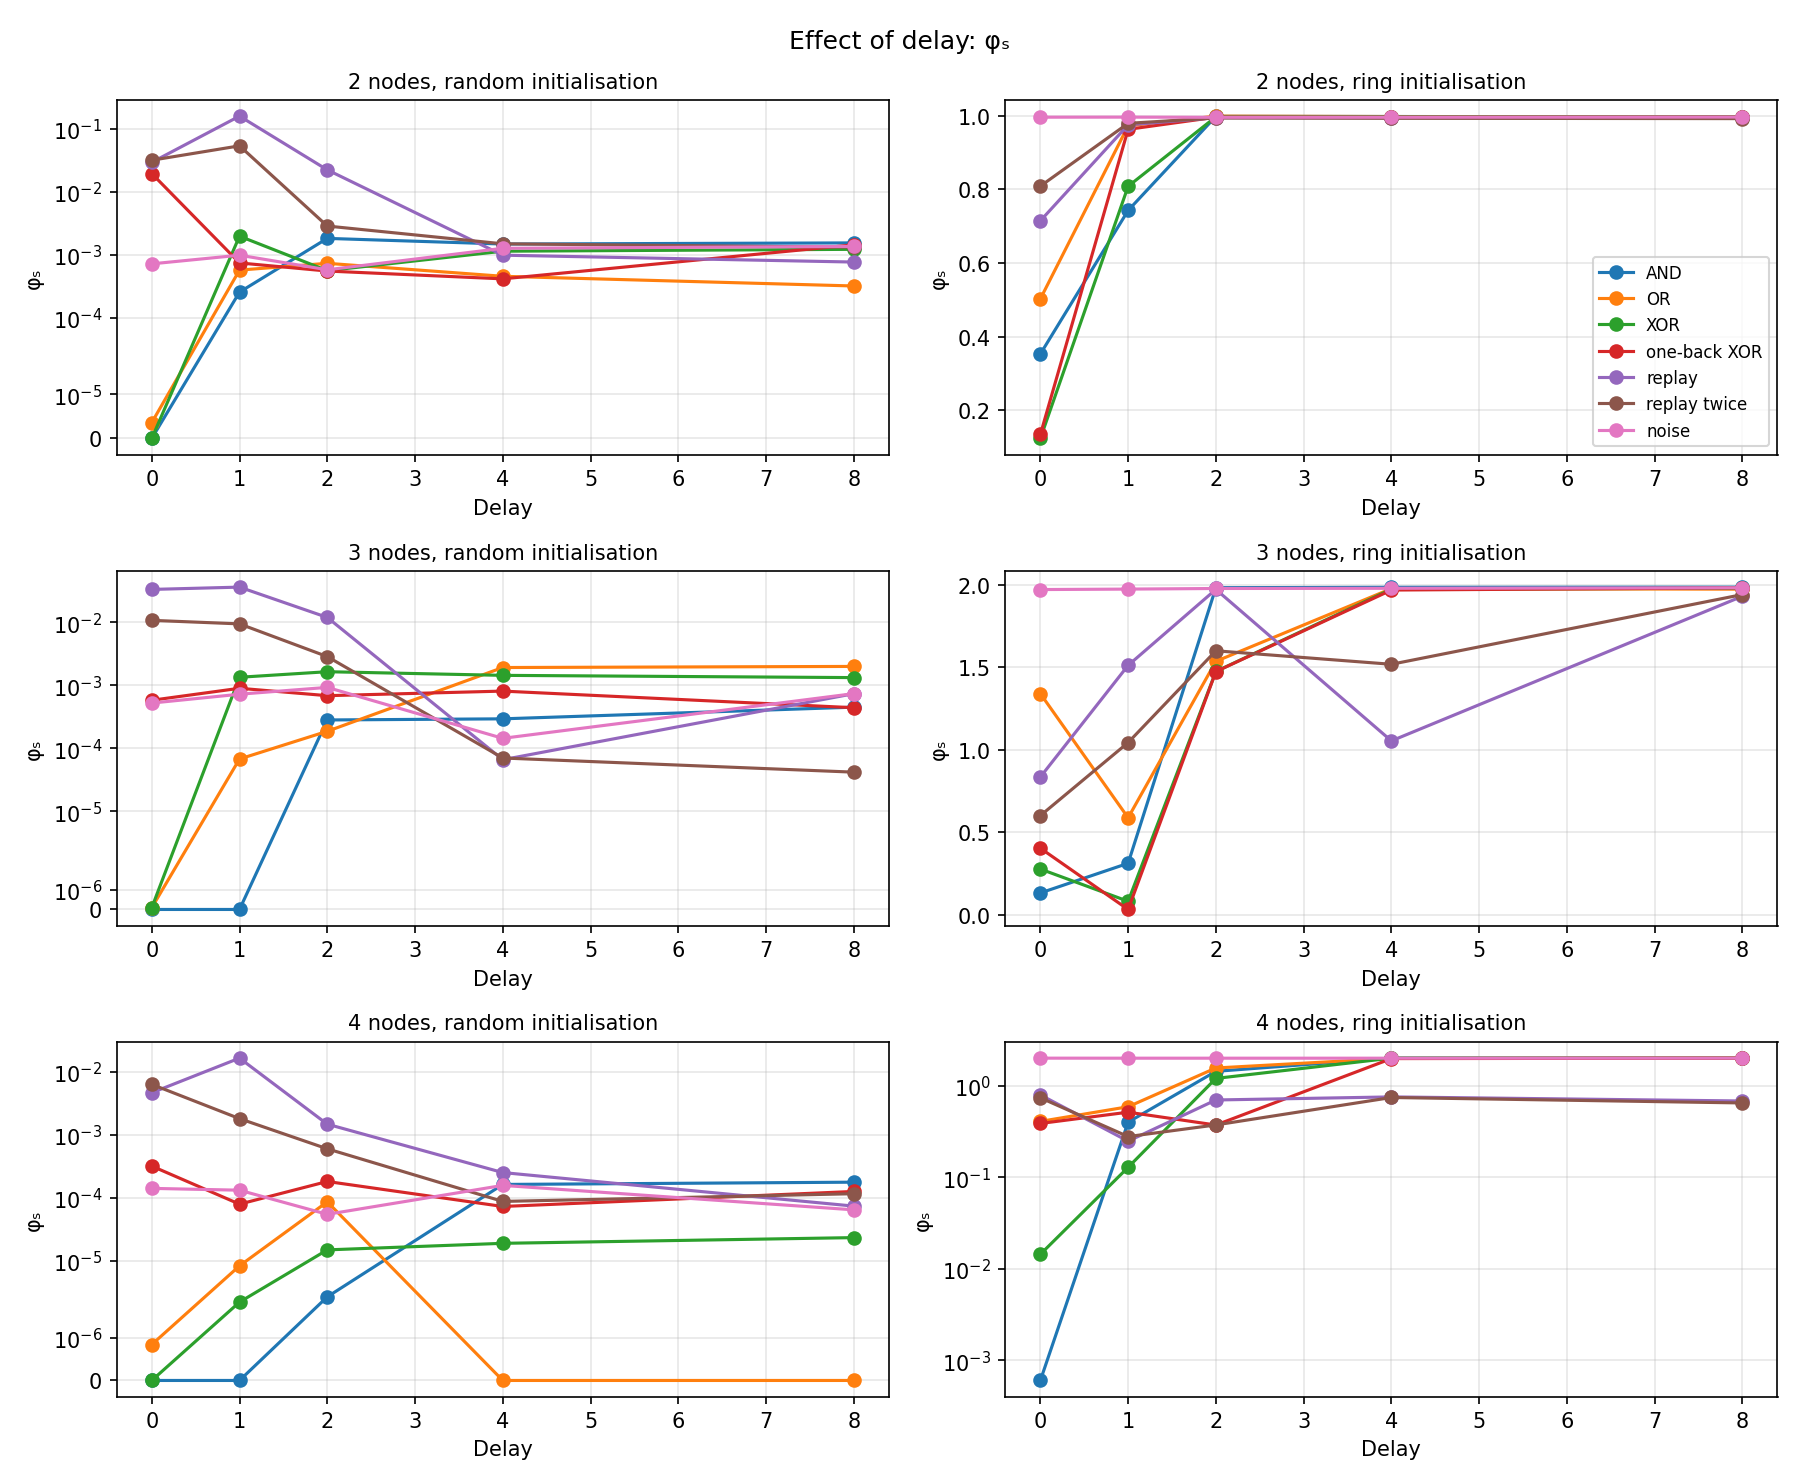 Effect of delay: φₛ
2 nodes, random initialisation
10⁻¹
10⁻²
10⁻³
10⁻⁴
10⁻⁵
0
φₛ
0 1 2 3 4 5 6 7 8
Delay
2 nodes, ring initialisation
1.0
0.8
0.6
0.4
0.2
φₛ
AND
OR
XOR
one-back XOR
replay
replay twice
noise
0 1 2 3 4 5 6 7 8
Delay
3 nodes, random initialisation
10⁻²
10⁻³
10⁻⁴
10⁻⁵
10⁻⁶
0
φₛ
0 1 2 3 4 5 6 7 8
Delay
3 nodes, ring initialisation
2.0
1.5
1.0
0.5
0.0
φₛ
0 1 2 3 4 5 6 7 8
Delay
4 nodes, random initialisation
10⁻²
10⁻³
10⁻⁴
10⁻⁵
10⁻⁶
0
φₛ
0 1 2 3 4 5 6 7 8
Delay
4 nodes, ring initialisation
10⁰
10⁻¹
10⁻²
10⁻³
φₛ
0 1 2 3 4 5 6 7 8
Delay